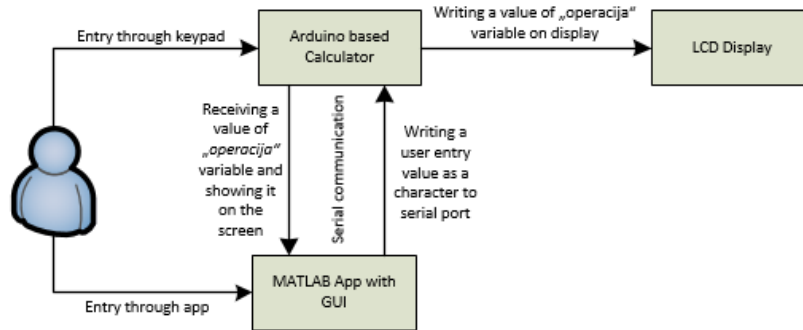 Writing a value of „operacija“
variable on display
Entry through keypad
Arduino based
Calculator
LCD Display
Receiving a
value of
„operacija“
variable and
showing it
on the
screen
Serial communication
Writing a
user entry
value as a
character to
serial port
MATLAB App with
GUI
Entry through app